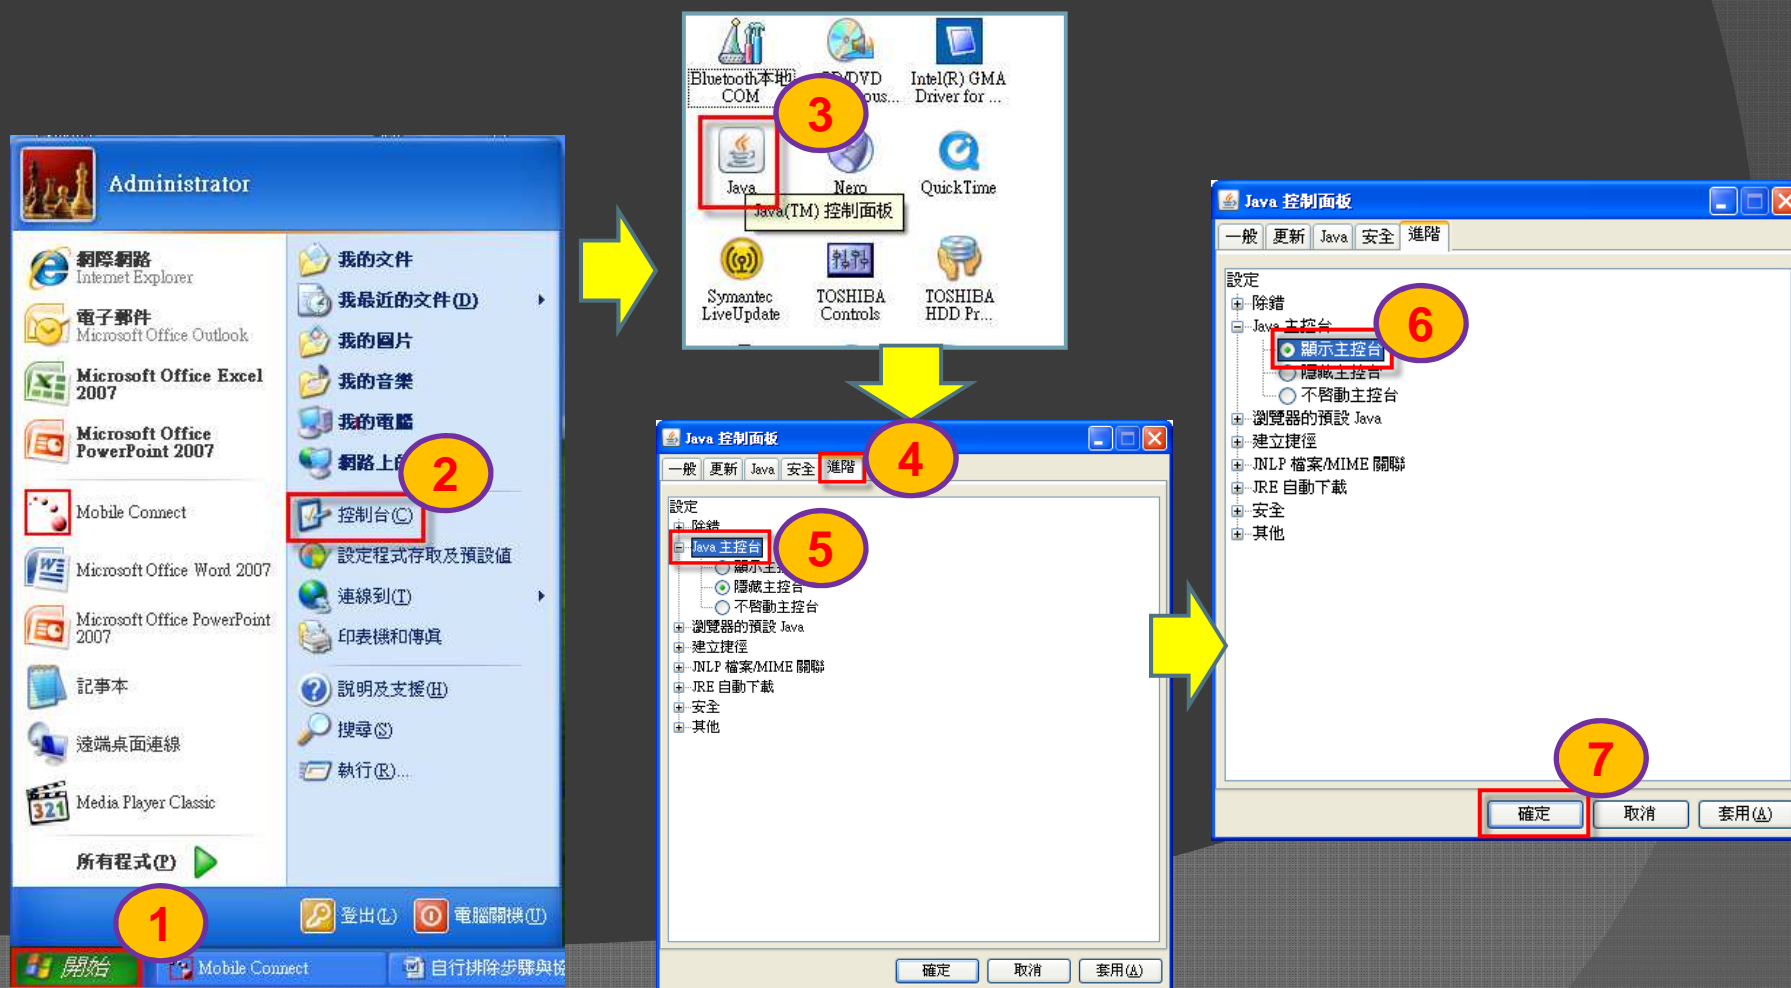 Administrator
網際網路
Internet Explorer
電子郵件
Microsoft Office Outlook
Microsoft Office Excel
2007
Microsoft Office
PowerPoint 2007
Mobile Connect
Microsoft Office Word 2007
Microsoft Office PowerPoint
2007
記事本
遠端桌面連線
Media Player Classic
所有程式(P)
我的文件
我最近的文件(D)
我的圖片
我的音樂
我的電腦
網路上的
2
控制台(C)
設定程式存取及預設值
連線到(T)
印表機和傳真
說明及支援(H)
搜尋(S)
執行(R)...
登出(L)
電腦關機(U)
1
開始
Mobile Connect
自行排除步驟與
Bluetooth本地
COM
CD/DVD
Intel(R) GMA
Driver for ...
3
Java
Nero
QuickTime
Java(TM) 控制面板
Symantec
LiveUpdate
TOSHIBA
Controls
TOSHIBA
HDD Pr...
Java 控制面板
一般 更新 Java 安全 進階
4
設定
除錯
Java 主控台
5
顯示主
隱藏主控台
不啓動主控台
瀏覽器的預設 Java
建立捷徑
JNLP 檔案/MIME 關聯
JRE 自動下載
安全
其他
確定 取消 套用(A)
Java 控制面板
一般 更新 Java 安全 進階
設定
除錯
Java 主控台
6
顯示主控台
隱藏主控台
不啓動主控台
瀏覽器的預設 Java
建立捷徑
JNLP 檔案/MIME 關聯
JRE 自動下載
安全
其他
7
確定 取消 套用(A)